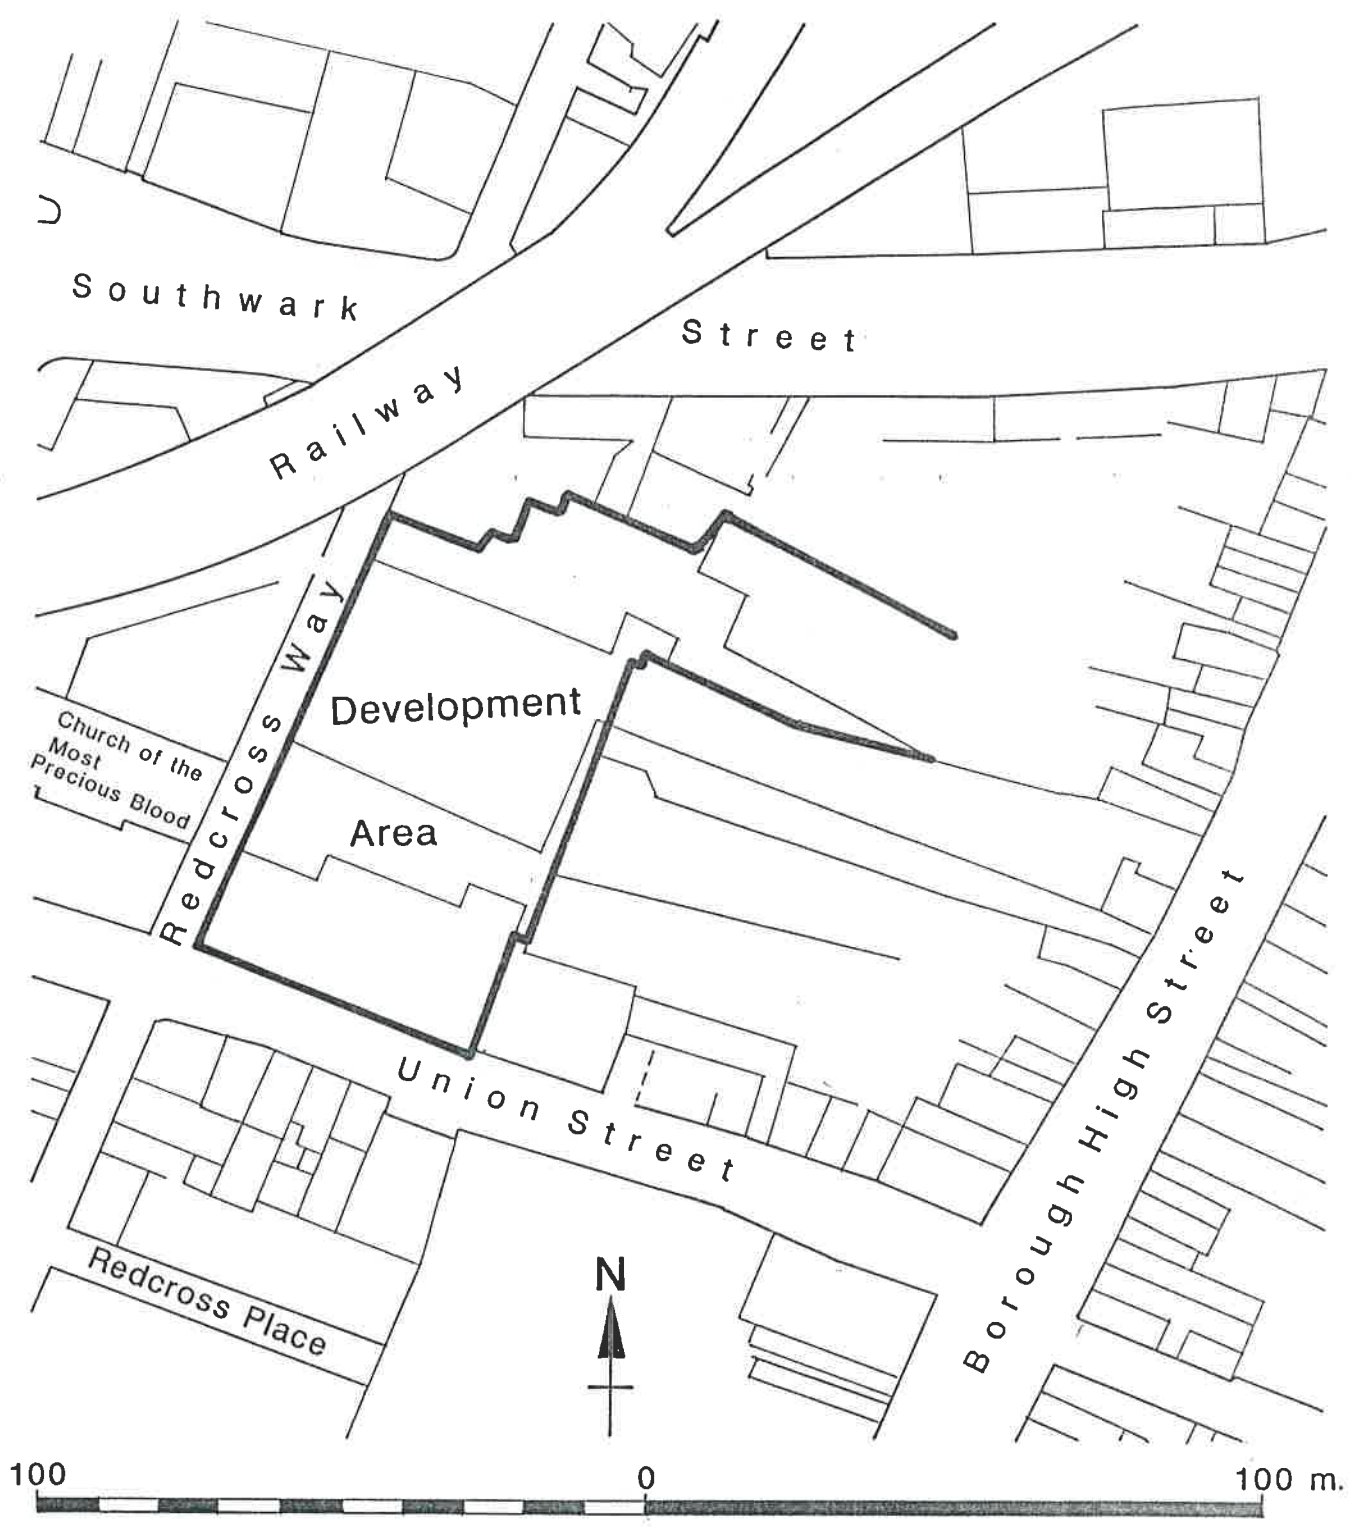 Southwark
Street
Railway
Redcross Way
Development
Area
Church of the
Most
Precious Blood
Union Street
Borough High Street
Redcross Place
N
100 0 100 m.